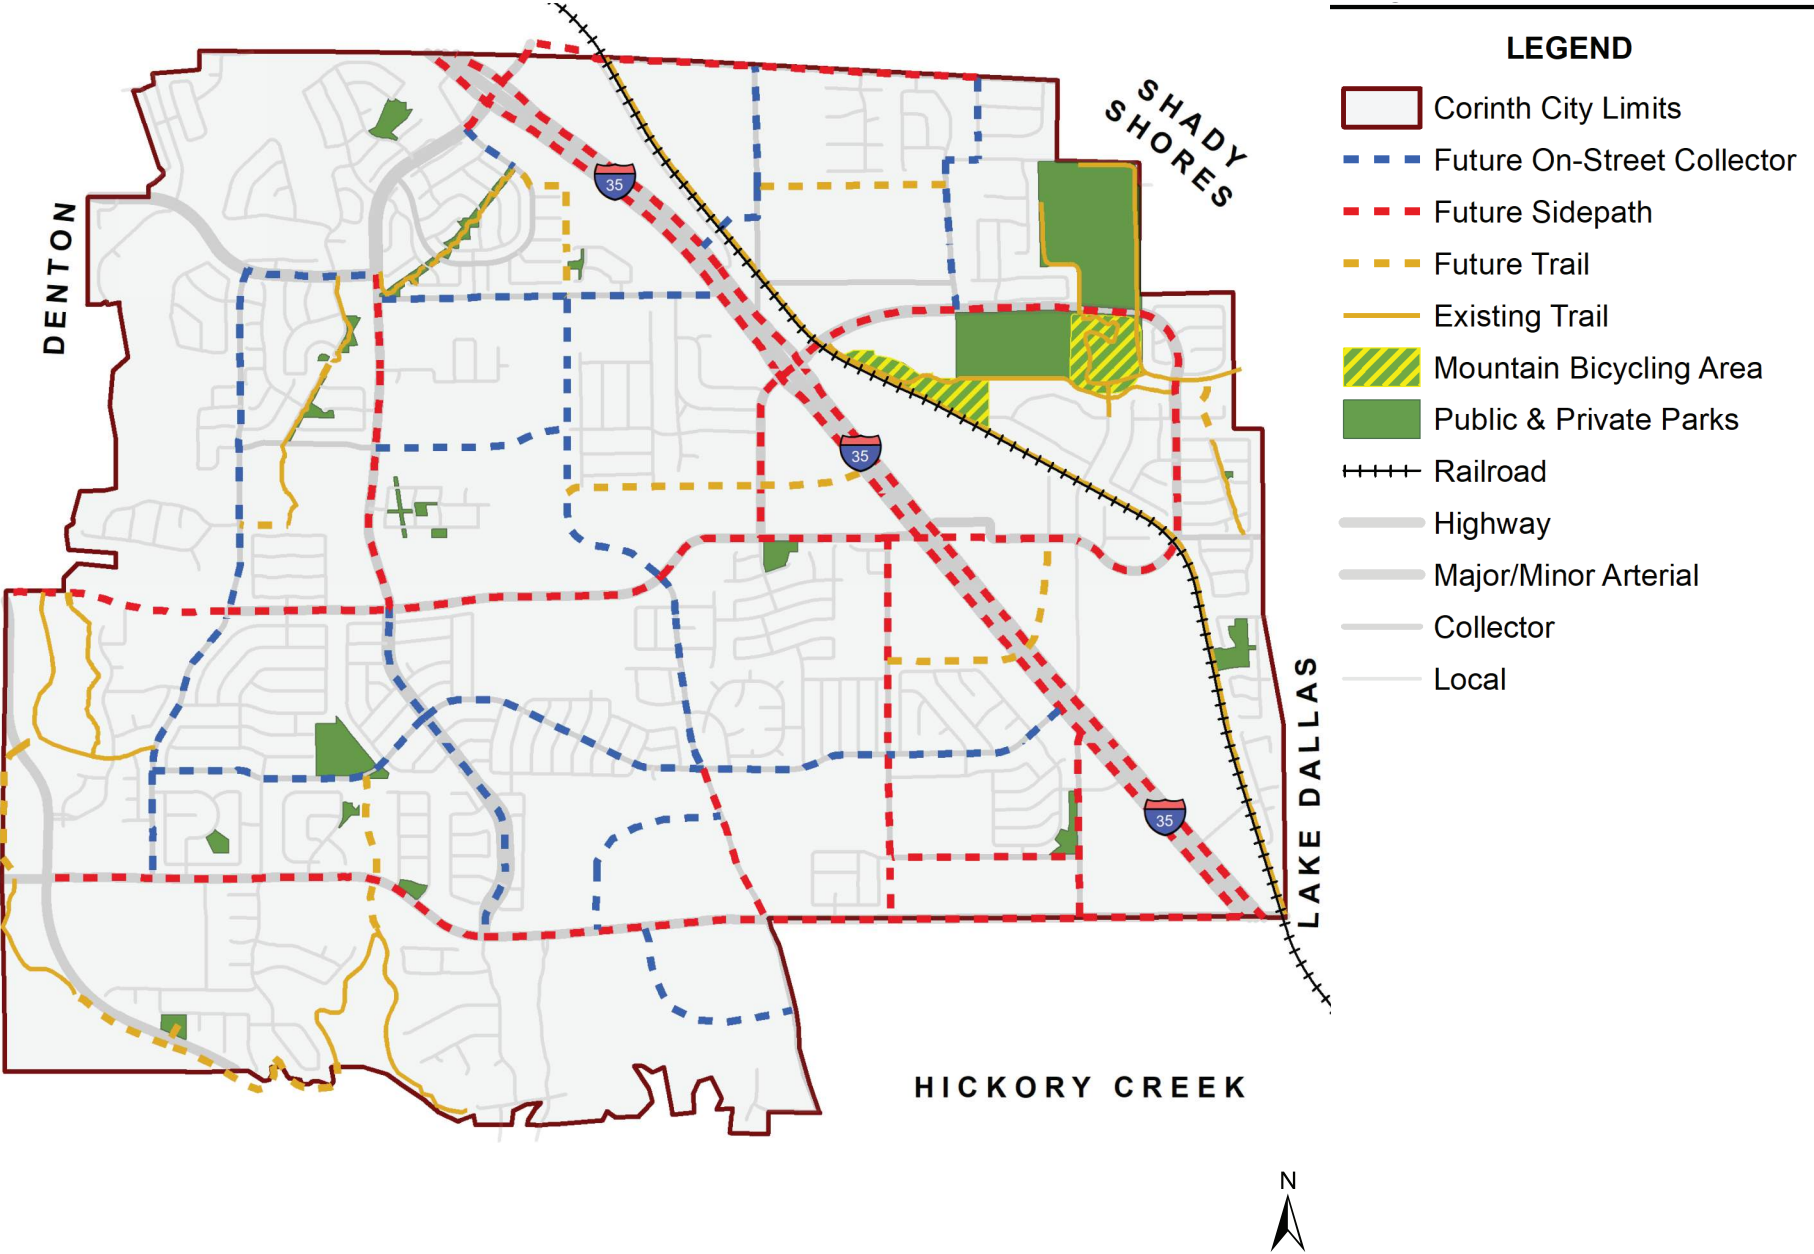 LEGEND
Corinth City Limits
Future On-Street Collector
Future Sidepath
Future Trail
Existing Trail
Mountain Bicycling Area
Public & Private Parks
Railroad
Highway
Major/Minor Arterial
Collector
Local
SHADY
SHORES
DENTON
35
35
35
LAKE DALLAS
HICKORY CREEK
N